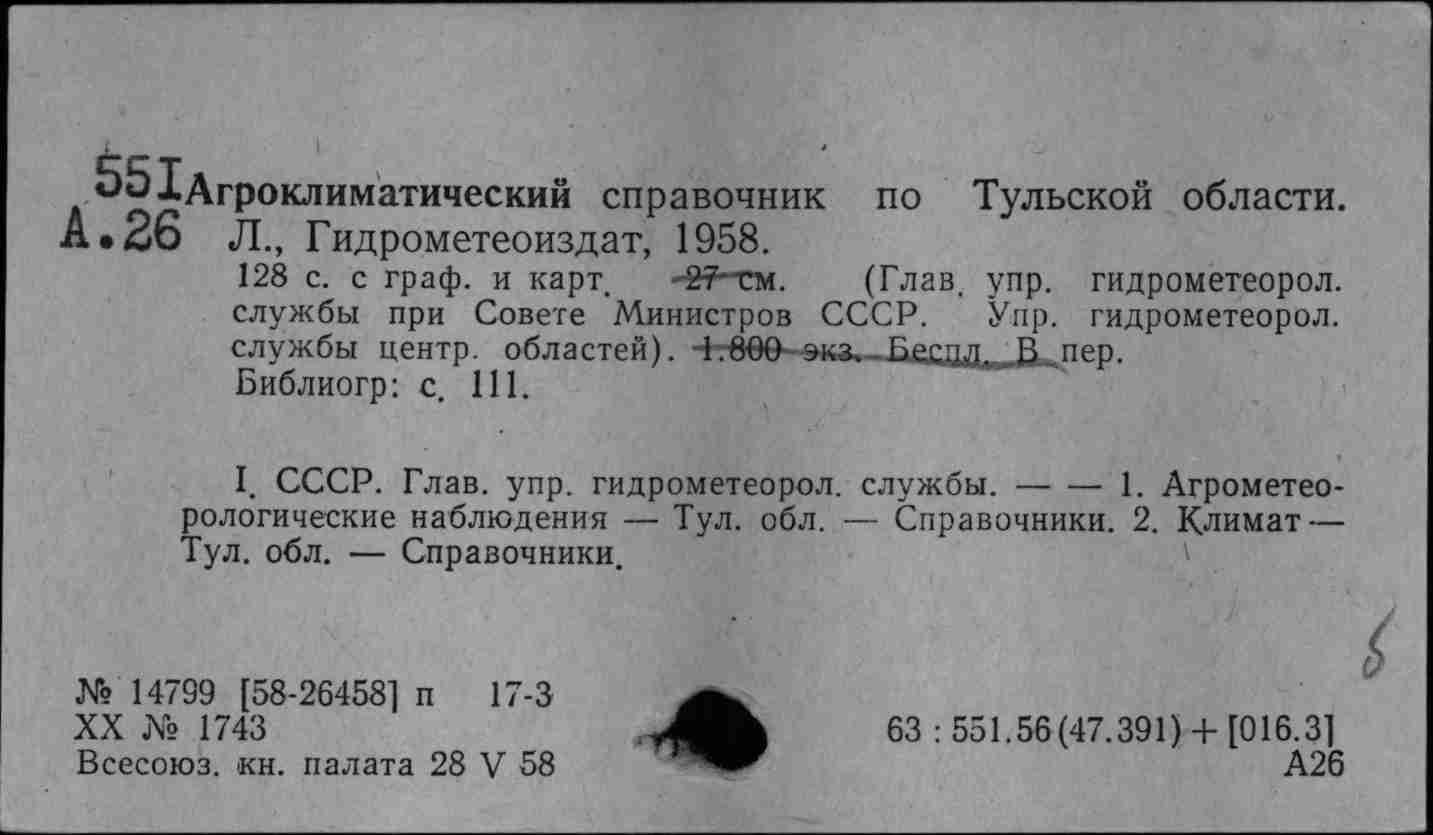 551 Агроклиматический справочник по Тульской области.
А.26 Л., Гидрометеоиздат, 1958.
128 с. с граф. и карт. 27 см. (Глав. упр. гидрометеорол.
службы при Совете Министров СССР. Упр. гидрометеорол.
службы центр. областей). 1.800 экз. Беспл. В пер.
Библиогр: с. 111.
I. СССР. Глав. упр. гидрометеорол. службы. — — 1. Агрометео-
рологические наблюдения — Тул. обл. — Справочники. 2. Климат —
Тул. обл. — Справочники.
6
№ 14799 [58-26458] п 17-3
XX № 1743
Всесоюз. кн. палата 28 V 58
63 : 551.56(47.391) + [016.3]
А26